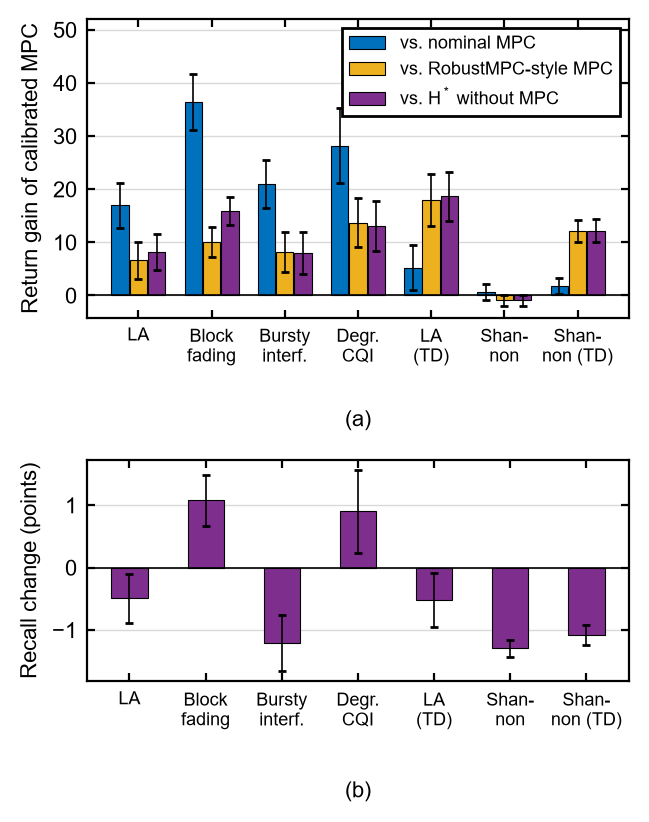 Return gain of calibrated MPC
50
40
30
20
10
0
vs. nominal MPC
vs. RobustMPC-style MPC
vs. H* without MPC
LA
Block fading
Bursty interf.
Degr. CQI
LA (TD)
Shan-
non
Shan-
non (TD)
(a)
Recall change (points)
1
0
−1
LA
Block
fading
Bursty
interf.
Degr.
CQI
LA
(TD)
Shan-
non
Shan-
non (TD)
(b)